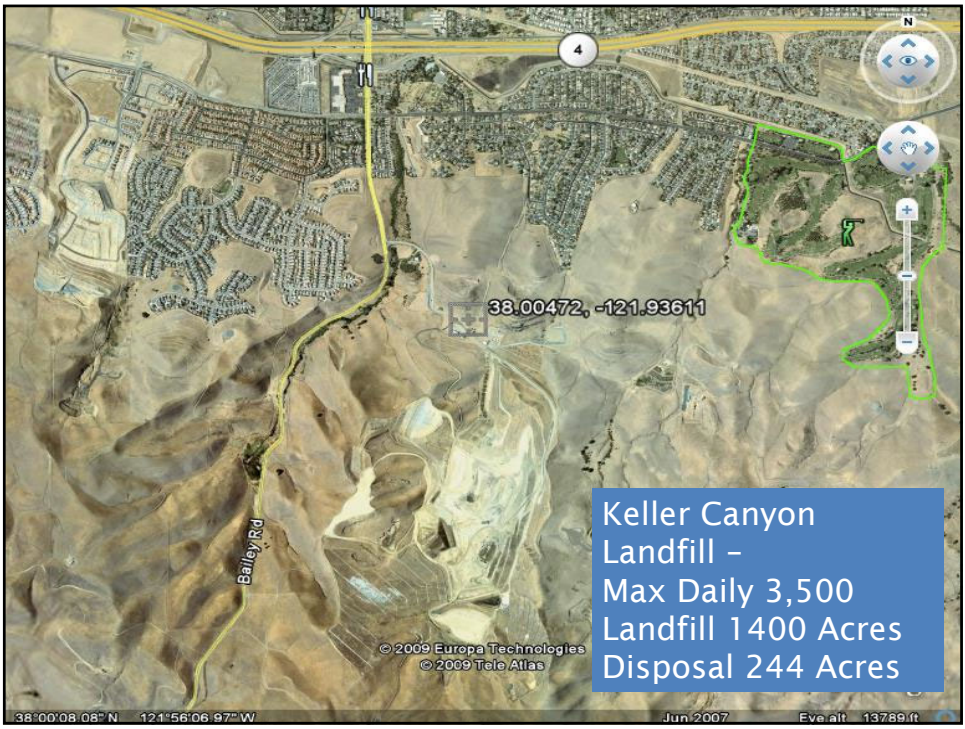 N
4
38.00472, -121.93611
Keller Canyon
Landfill –
Max Daily 3,500
Landfill 1400 Acres
Disposal 244 Acres
Bailey Rd
© 2009 Europa Technologies
© 2009 Tele Atlas
38°00'08.08" N 121°56'06.97" W Jun 2007 Eye alt 13789 ft